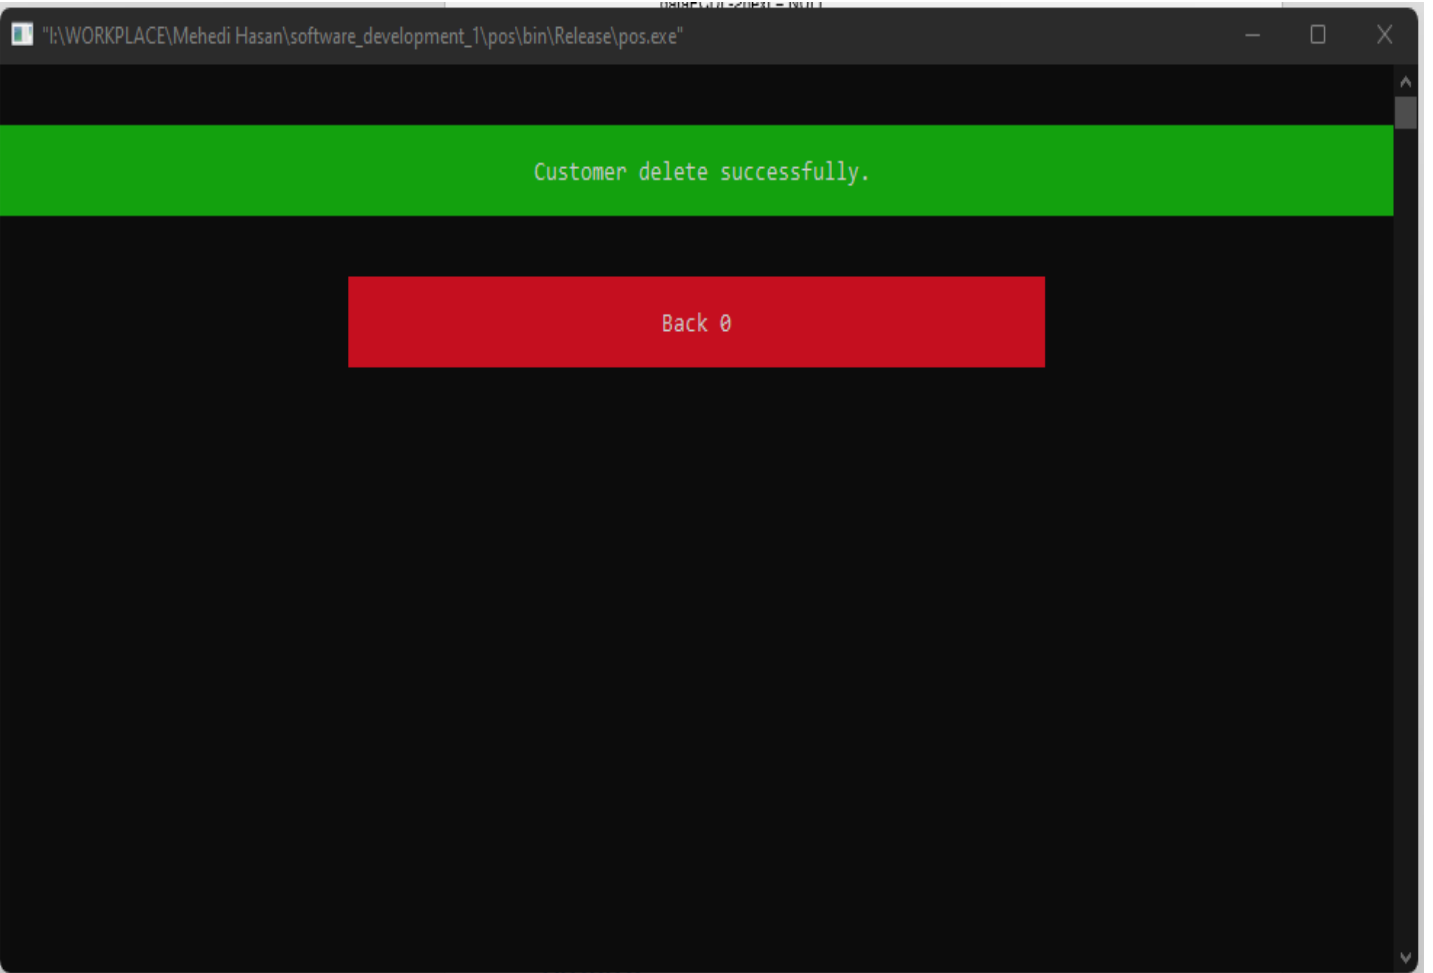 "I:\WORKPLACE\Mehedi Hasan\software_development_1\pos\bin\Release\pos.exe"
Customer delete successfully.
Back 0